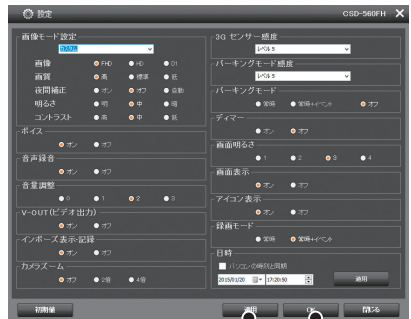 設定 CSD-560FH
画像モード設定
カスタム
画像 FHD HD D1
画質 高 標準 低
夜間補正 オン オフ 自動
明るさ 明 中 暗
コントラスト 高 中 低
ボイス
オン オフ
音声録音
オン オフ
音量調整
0 1 2 3
V-OUT(ビデオ出力)
オン オフ
インポーズ表示・記録
オン オフ
カメラズーム
オフ 2倍 4倍
3G センサー感度
レベル 5
パーキングモード感度
レベル 5
パーキングモード
常時 常時+イベント オフ
ディマー
オン オフ
画面明るさ
1 2 3 4
画面表示
オン オフ
アイコン表示
オン オフ
録画モード
常時 常時+イベント
日時
パソコンの時刻と同期
2015/01/20 17:20:50 適用
初期値 適用 OK 閉じる